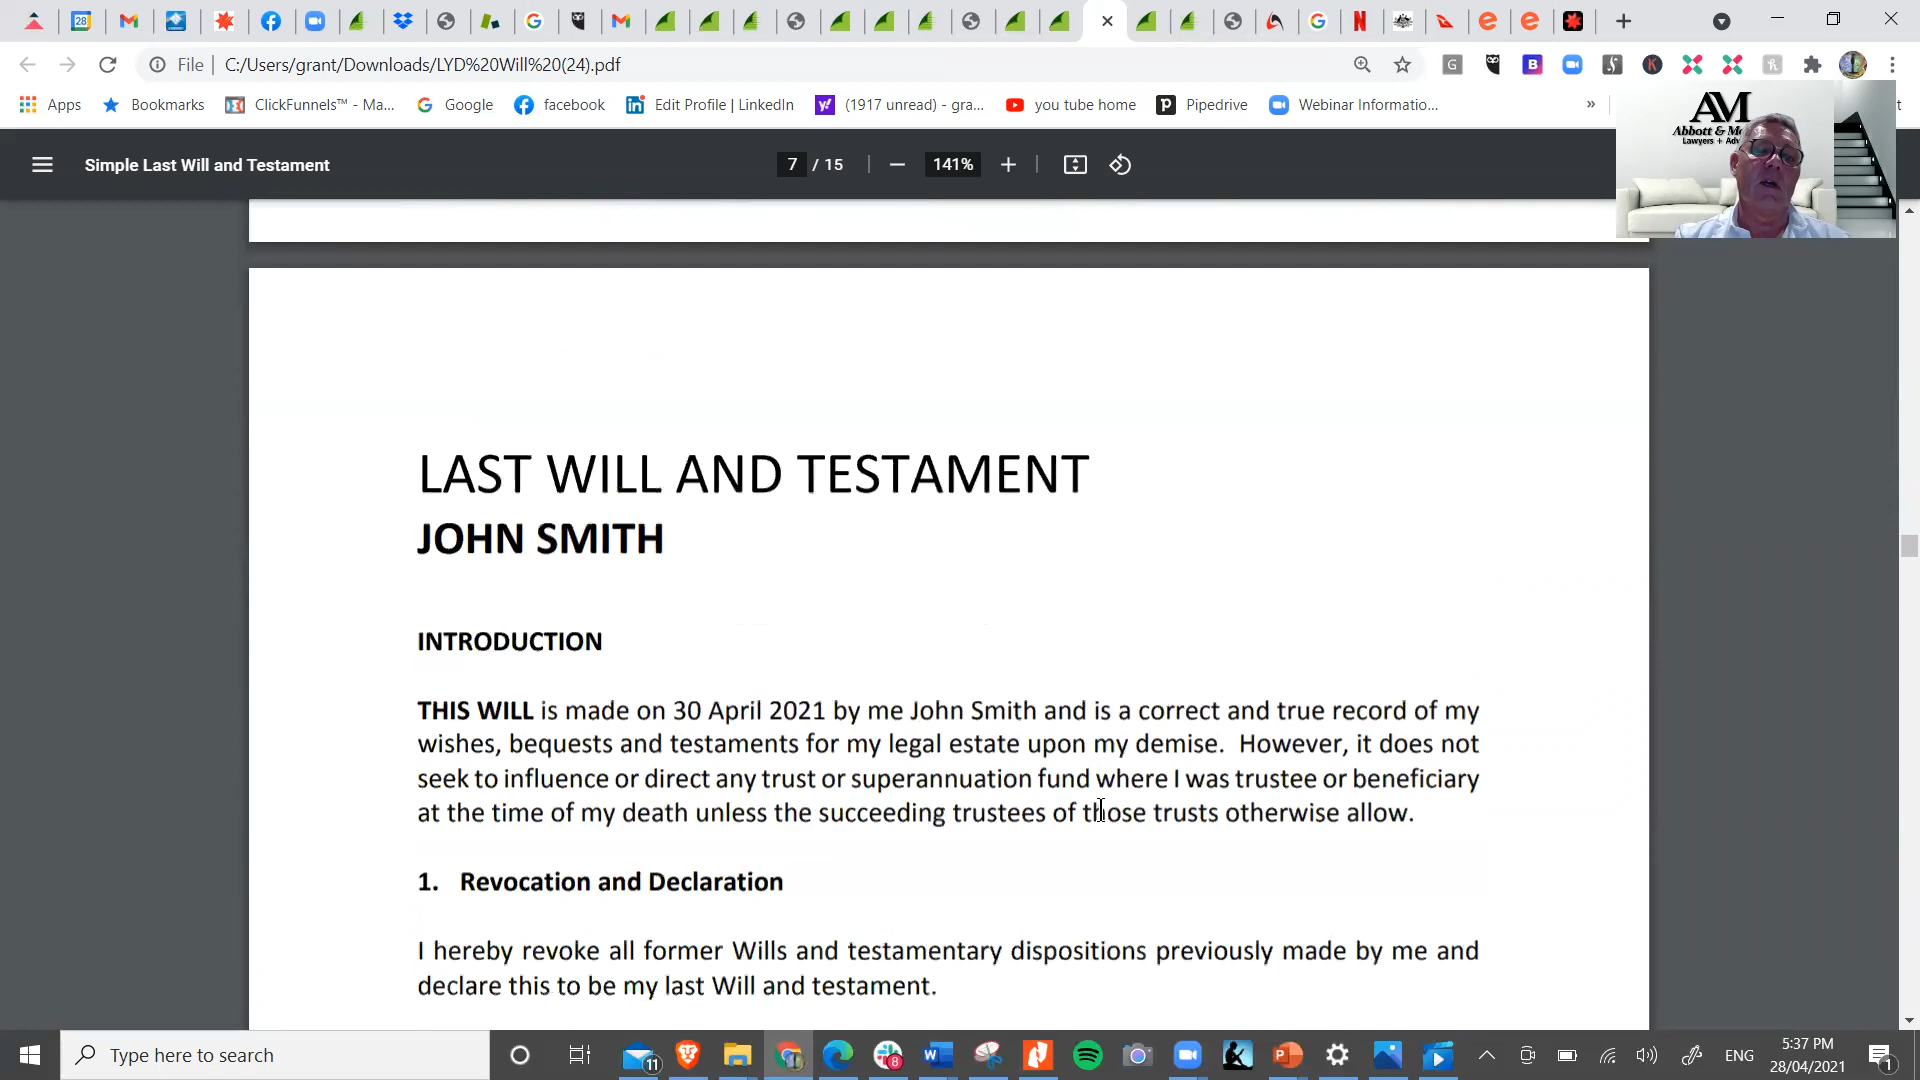 28
File
C:/Users/grant/Downloads/LYD%20Will%20(24).pdf
Apps
Bookmarks
ClickFunnels™ - Ma...
Google
facebook
Edit Profile | LinkedIn
(1917 unread) - gra...
you tube home
Pipedrive
Webinar Informatio...
»
AM
Abbott & Mo
Lawyers + Adv
Simple Last Will and Testament
7 / 15
141%
LAST WILL AND TESTAMENT
JOHN SMITH
INTRODUCTION
THIS WILL is made on 30 April 2021 by me John Smith and is a correct and true record of my
wishes, bequests and testaments for my legal estate upon my demise. However, it does not
seek to influence or direct any trust or superannuation fund where I was trustee or beneficiary
at the time of my death unless the succeeding trustees of those trusts otherwise allow.
1. Revocation and Declaration
I hereby revoke all former Wills and testamentary dispositions previously made by me and
declare this to be my last Will and testament.
Type here to search
11
8
ENG
5:37 PM
28/04/2021
1